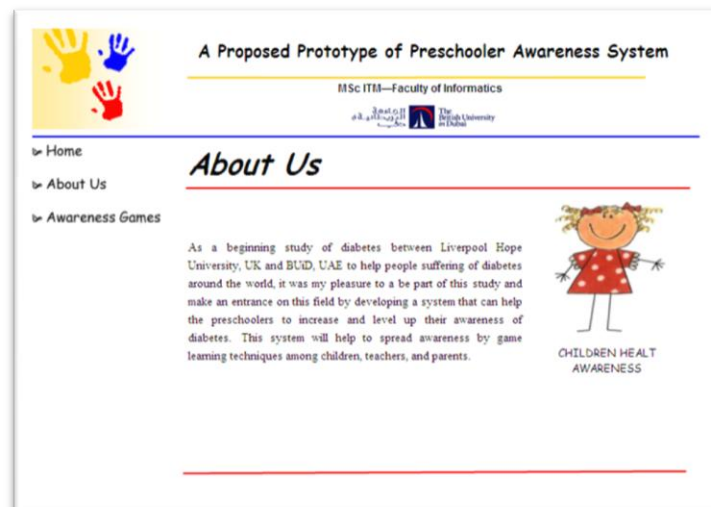 A Proposed Prototype of Preschooler Awareness System
MSc ITM—Faculty of Informatics
الجامعة
البريطانية في
دبي
The
British University
in Dubai
Home
About Us
Awareness Games
About Us
As a beginning study of diabetes between Liverpool Hope
University, UK and BUiD, UAE to help people suffering of diabetes
around the world, it was my pleasure to a be part of this study and
make an entrance on this field by developing a system that can help
the preschoolers to increase and level up their awareness of
diabetes. This system will help to spread awareness by game
learning techniques among children, teachers, and parents.
CHILDREN HEALT
AWARENESS